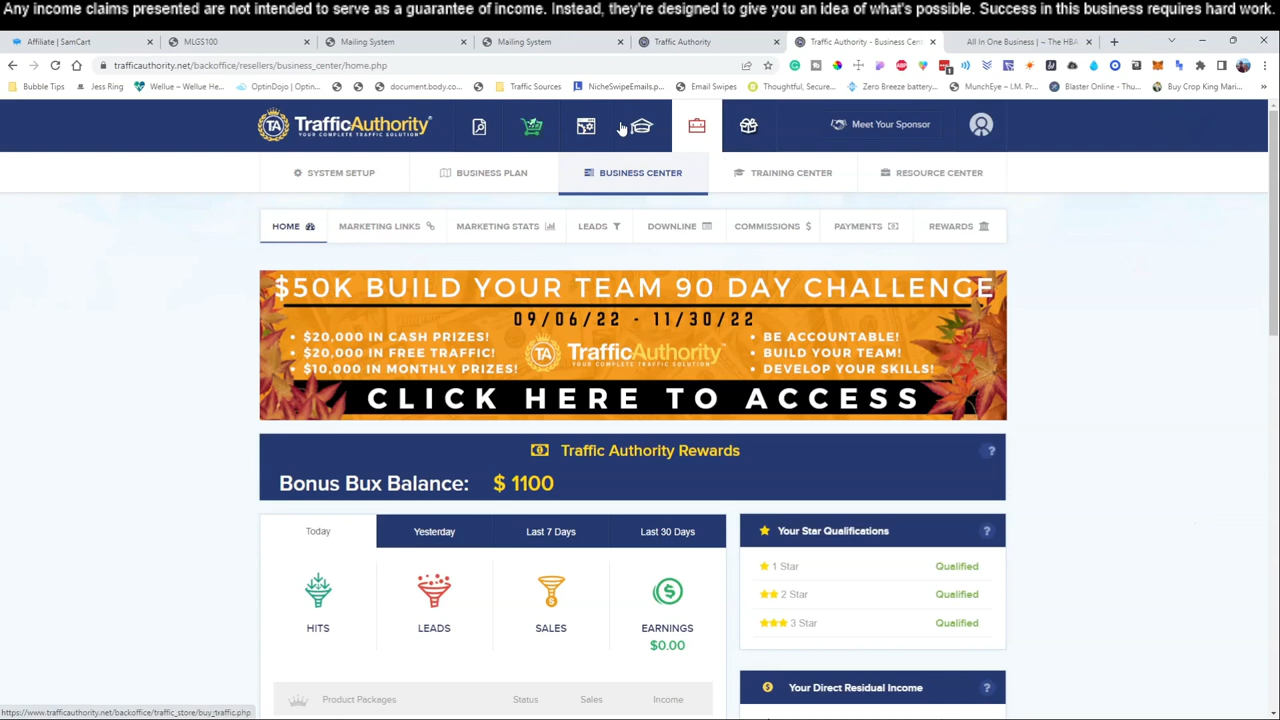 Any income claims presented are not intended to serve as a guarantee of income. Instead, they're designed to give you an idea of what's possible. Success in this business requires hard work.
Affiliate | SamCart
MLGS100
Mailing System
Mailing System
Traffic Authority
Traffic Authority - Business Cen
All In One Business | – The HBA
trafficauthority.net/backoffice/resellers/business_center/home.php
Bubble Tips
Jess Ring
Wellue – Wellue He...
OptinDojo | Optin...
document.body.co...
Traffic Sources
NicheSwipeEmails.p...
Email Swipes
Thoughtful, Secure...
Zero Breeze battery...
MunchEye // I.M. Pr...
Blaster Online - Thu...
Buy Crop King Mari...
TrafficAuthority
YOUR COMPLETE TRAFFIC SOLUTION
Meet Your Sponsor
SYSTEM SETUP
BUSINESS PLAN
BUSINESS CENTER
TRAINING CENTER
RESOURCE CENTER
HOME
MARKETING LINKS
MARKETING STATS
LEADS
DOWNLINE
COMMISSIONS $
PAYMENTS
REWARDS
$50K BUILD YOUR TEAM 90 DAY CHALLENGE
09/06/22 - 11/30/22
• $20,000 IN CASH PRIZES!
• $20,000 IN FREE TRAFFIC!
• $10,000 IN MONTHLY PRIZES!
TA TrafficAuthority™
YOUR COMPLETE TRAFFIC SOLUTION
• BE ACCOUNTABLE!
• BUILD YOUR TEAM!
• DEVELOP YOUR SKILLS!
CLICK HERE TO ACCESS
Traffic Authority Rewards
?
Bonus Bux Balance: $ 1100
Today
Yesterday
Last 7 Days
Last 30 Days
HITS
LEADS
SALES
EARNINGS
$0.00
Product Packages
Status
Sales
Income
Your Star Qualifications
?
1 Star
Qualified
2 Star
Qualified
3 Star
Qualified
Your Direct Residual Income
?
https://www.trafficauthority.net/backoffice/traffic_store/buy_traffic.php